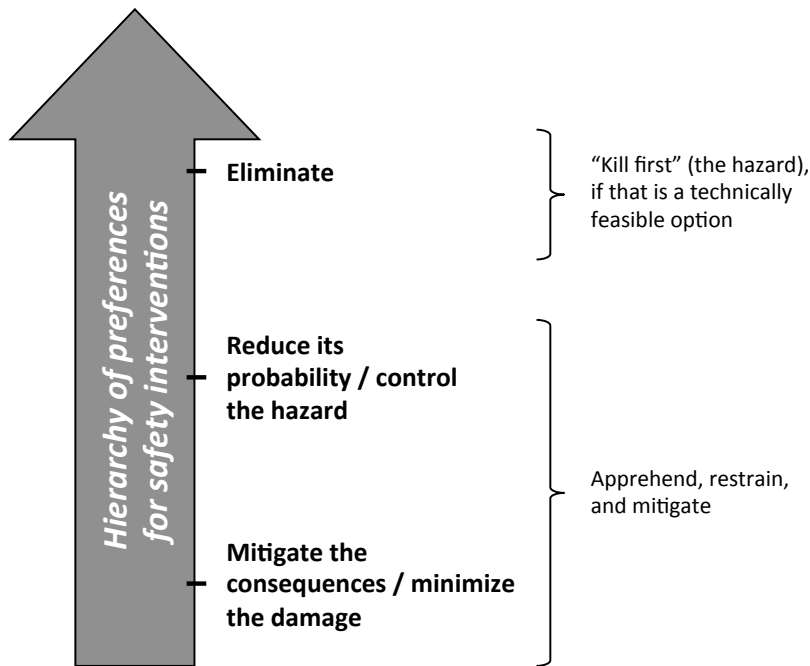 Hierarchy of preferences
for safety interventions
Eliminate
“Kill first” (the hazard),
if that is a technically
feasible option
Reduce its
probability / control
the hazard
Apprehend, restrain,
and mitigate
Mitigate the
consequences / minimize
the damage